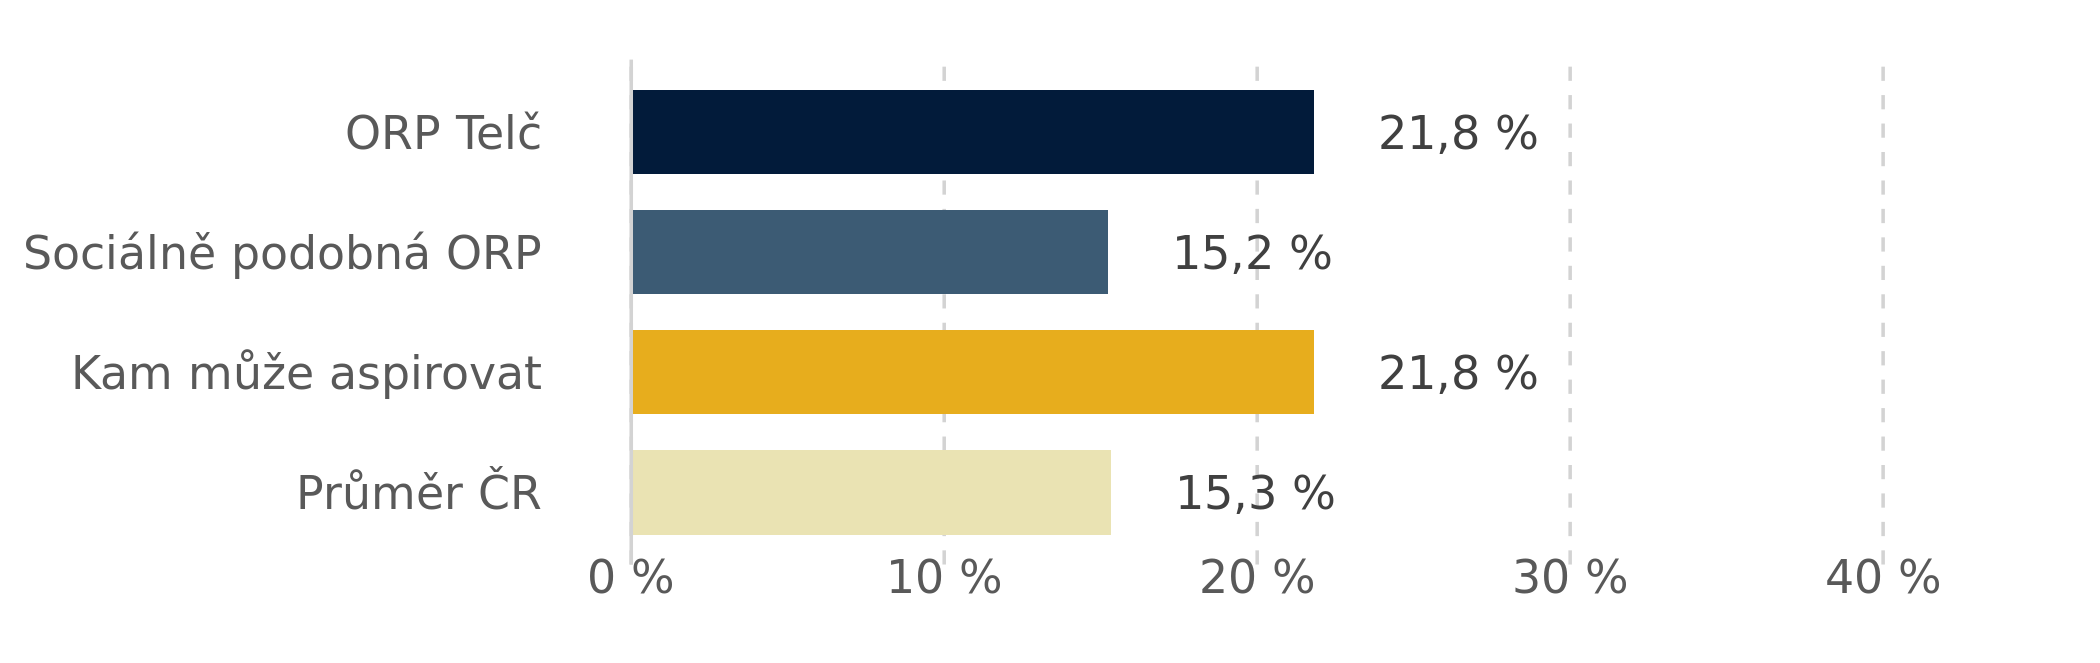 ORP Telč 21,8 %
Sociálně podobná ORP 15,2 %
Kam může aspirovat 21,8 %
Průměr ČR 15,3 %
0 % 10 % 20 % 30 % 40 %